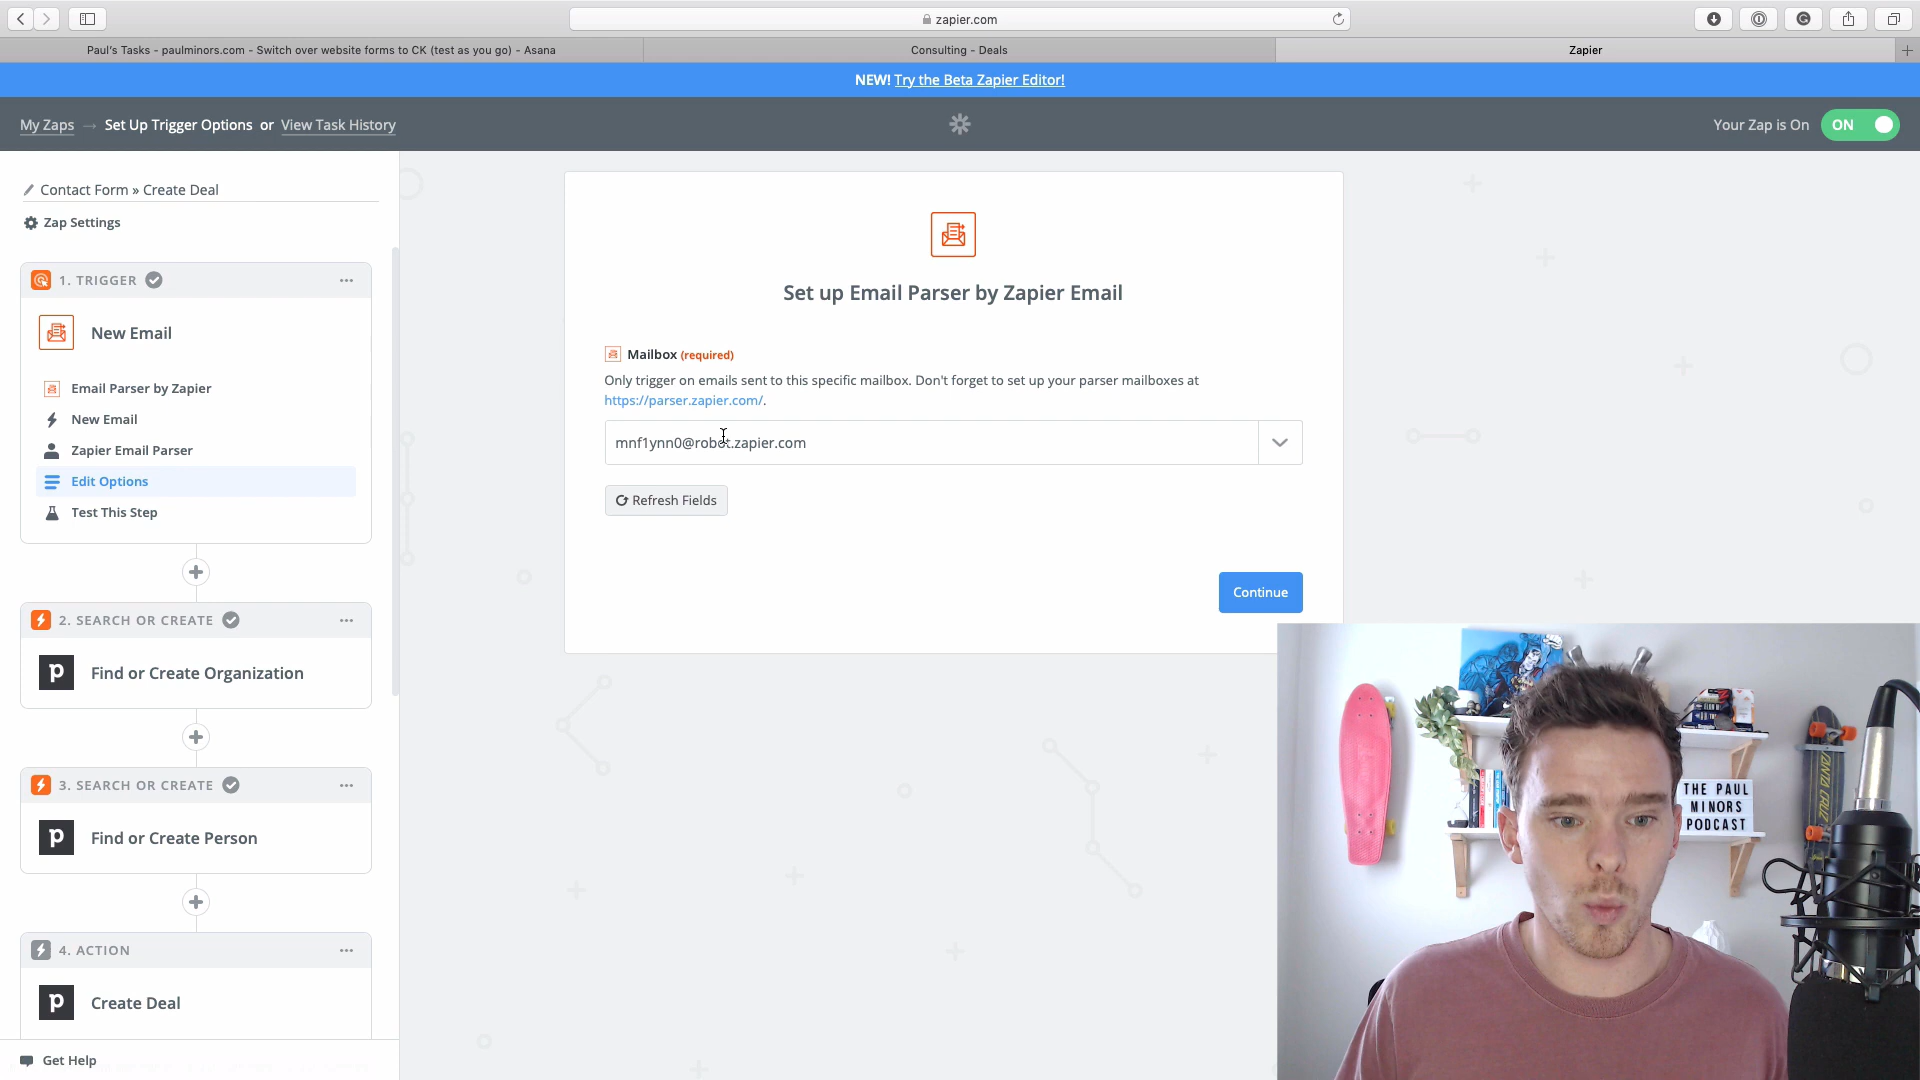 zapier.com
Paul's Tasks - paulminors.com - Switch over website forms to CK (test as you go) - Asana
Consulting - Deals
Zapier
NEW! Try the Beta Zapier Editor!
My Zaps → Set Up Trigger Options or View Task History
Your Zap is On
ON
Contact Form » Create Deal
Zap Settings
1. TRIGGER
New Email
Email Parser by Zapier
New Email
Zapier Email Parser
Edit Options
Test This Step
2. SEARCH OR CREATE
Find or Create Organization
3. SEARCH OR CREATE
Find or Create Person
4. ACTION
Create Deal
Get Help
Set up Email Parser by Zapier Email
Mailbox (required)
Only trigger on emails sent to this specific mailbox. Don't forget to set up your parser mailboxes at
https://parser.zapier.com/.
mnf1ynn0@robot.zapier.com
Refresh Fields
Continue
THE PAUL
MINORS
PODCAST